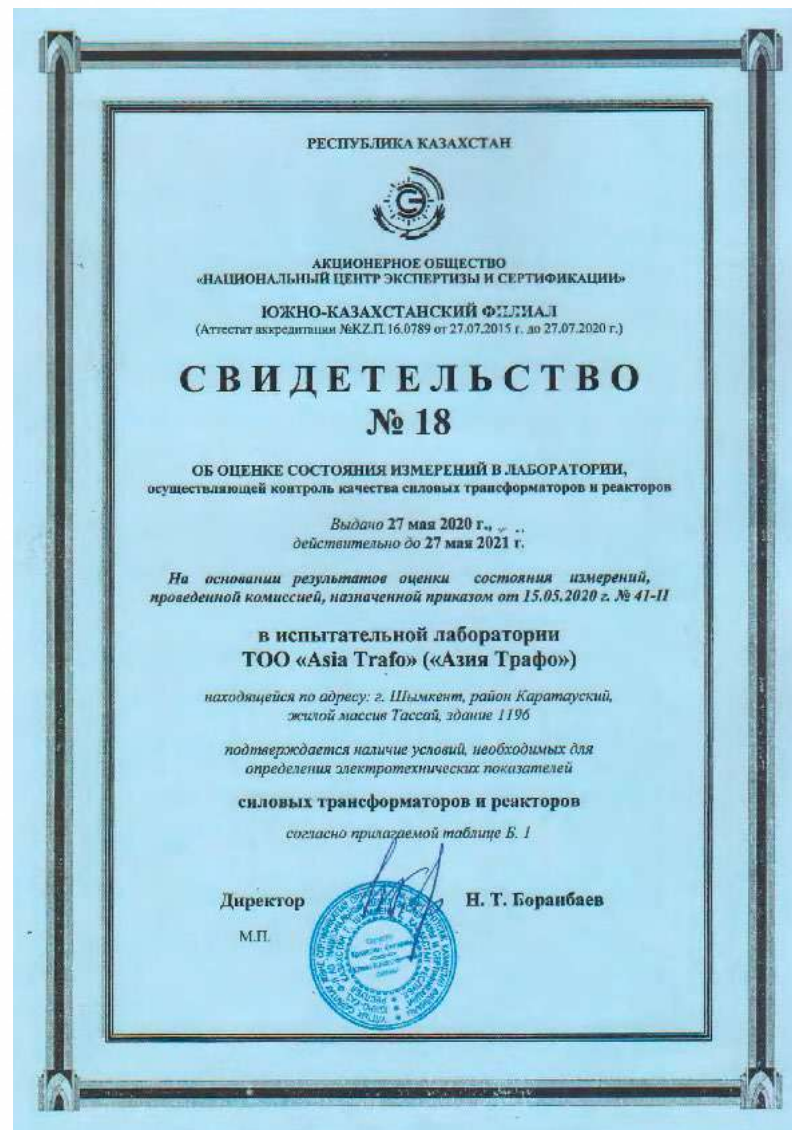 РЕСПУБЛИКА КАЗАХСТАН
АКЦИОНЕРНОЕ ОБЩЕСТВО
«НАЦИОНАЛЬНЫЙ ЦЕНТР ЭКСПЕРТИЗЫ И СЕРТИФИКАЦИИ»
ЮЖНО-КАЗАХСТАНСКИЙ ФИЛИАЛ
(Аттестат аккредитации №KZ.П.16.0789 от 27.07.2015 г. до 27.07.2020 г.)
СВИДЕТЕЛЬСТВО
№ 18
ОБ ОЦЕНКЕ СОСТОЯНИЯ ИЗМЕРЕНИЙ В ЛАБОРАТОРИИ,
осуществляющей контроль качества силовых трансформаторов и реакторов
Выдано 27 мая 2020 г.,
действительно до 27 мая 2021 г.
На основании результатов оценки состояния измерений,
проведенной комиссией, назначенной приказом от 15.05.2020 г. № 41-П
в испытательной лаборатории
ТОО «Asia Trafo» («Азия Трафо»)
находящейся по адресу: г. Шымкент, район Каратауский,
жилой массив Тассай, здание 1196
подтверждается наличие условий, необходимых для
определения электротехнических показателей
силовых трансформаторов и реакторов
согласно прилагаемой таблице Б. 1
Директор Н. Т. Боранбаев
М.П.